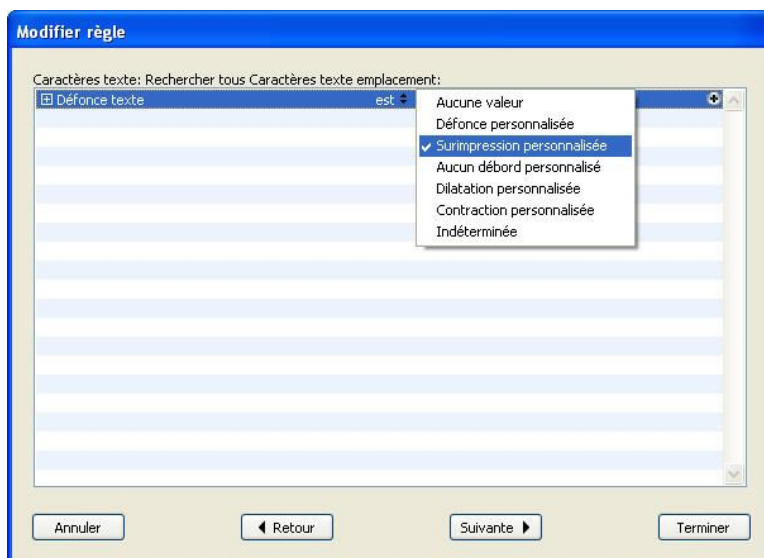 Modifier règle
Caractères texte: Rechercher tous Caractères texte emplacement:
Défonce texte est
Aucune valeur
Défonce personnalisée
Surimpression personnalisée
Aucun débord personnalisé
Dilatation personnalisée
Contraction personnalisée
Indéterminée
Annuler Retour Suivante Terminer